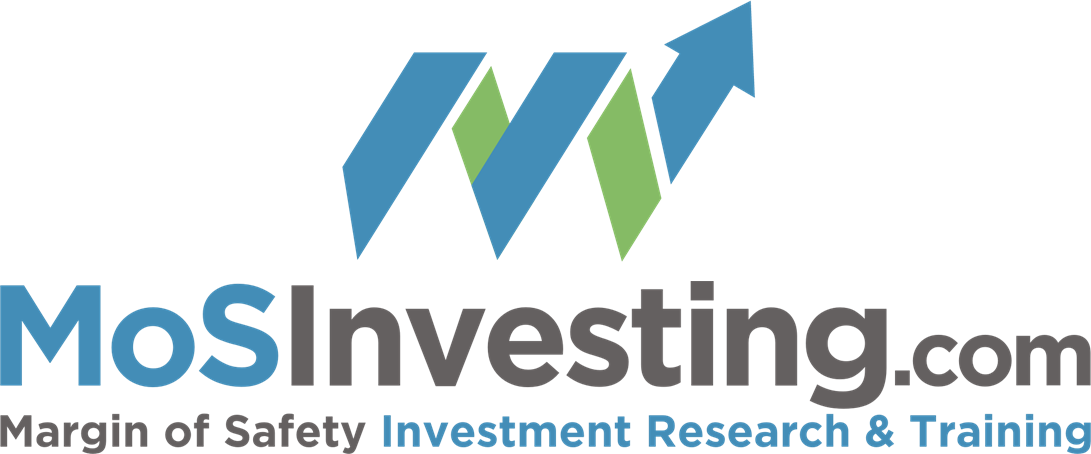 MoSInvesting.com
Margin of Safety Investment Research & Training